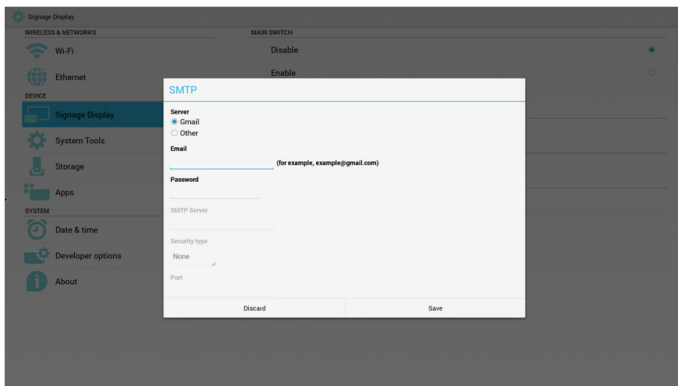 Signage Display
WIRELESS & NETWORKS
Wi-Fi
Ethernet
DEVICE
Signage Display
System Tools
Storage
Apps
SYSTEM
Date & time
Developer options
About
MAIN SWITCH
Disable
Enable
SMTP
Server
Gmail
Other
Email
(for example, example@gmail.com)
Password
SMTP Server
Security type
None
Port
Discard Save